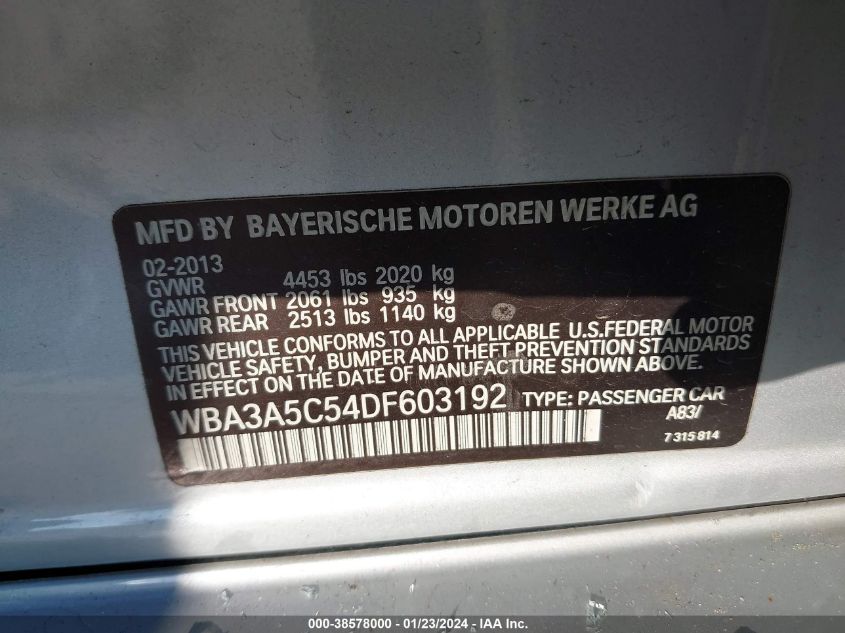 MFD BY BAYERISCHE MOTOREN WERKE AG
02-2013
GVWR 4453 lbs 2020 kg
GAWR FRONT 2061 lbs 935 kg
GAWR REAR 2513 lbs 1140 kg
THIS VEHICLE CONFORMS TO ALL APPLICABLE U.S.FEDERAL MOTOR
VEHICLE SAFETY, BUMPER AND THEFT PREVENTION STANDARDS
IN EFFECT ON THE DATE OF MANUFACTURE SHOWN ABOVE.
WBA3A5C54DF603192 TYPE: PASSENGER CAR
A83/
7315814
000-38578000 - 01/23/2024 - IAA Inc.